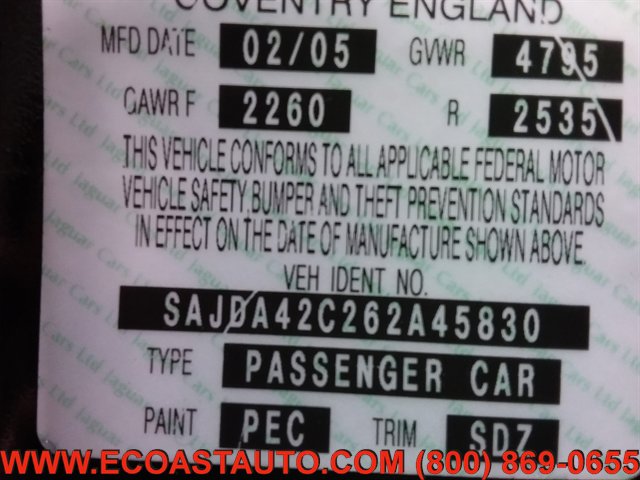 COVENTRY ENGLAND
MFD DATE 02/05 GVWR 4795
GAWR F 2260 R 2535
THIS VEHICLE CONFORMS TO ALL APPLICABLE FEDERAL MOTOR
VEHICLE SAFETY BUMPER AND THEFT PREVENTION STANDARDS
IN EFFECT ON THE DATE OF MANUFACTURE SHOWN ABOVE.
VEH IDENT. NO.
SAJDA42C262A45830
TYPE PASSENGER CAR
PAINT PEC TRIM SDZ
WWW.ECOASTAUTO.COM (800) 869-0655